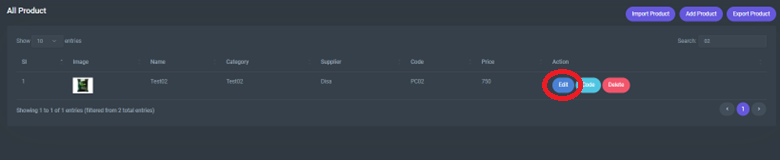 All Product
Import Product Add Product Export Product
Show 10 entries Search: 02
Sl Image Name Category Supplier Code Price Action
1 Test02 Test02 PC02 750 Edit Code Delete
Showing 1 to 1 of 1 entries (filtered from 2 total entries)
1